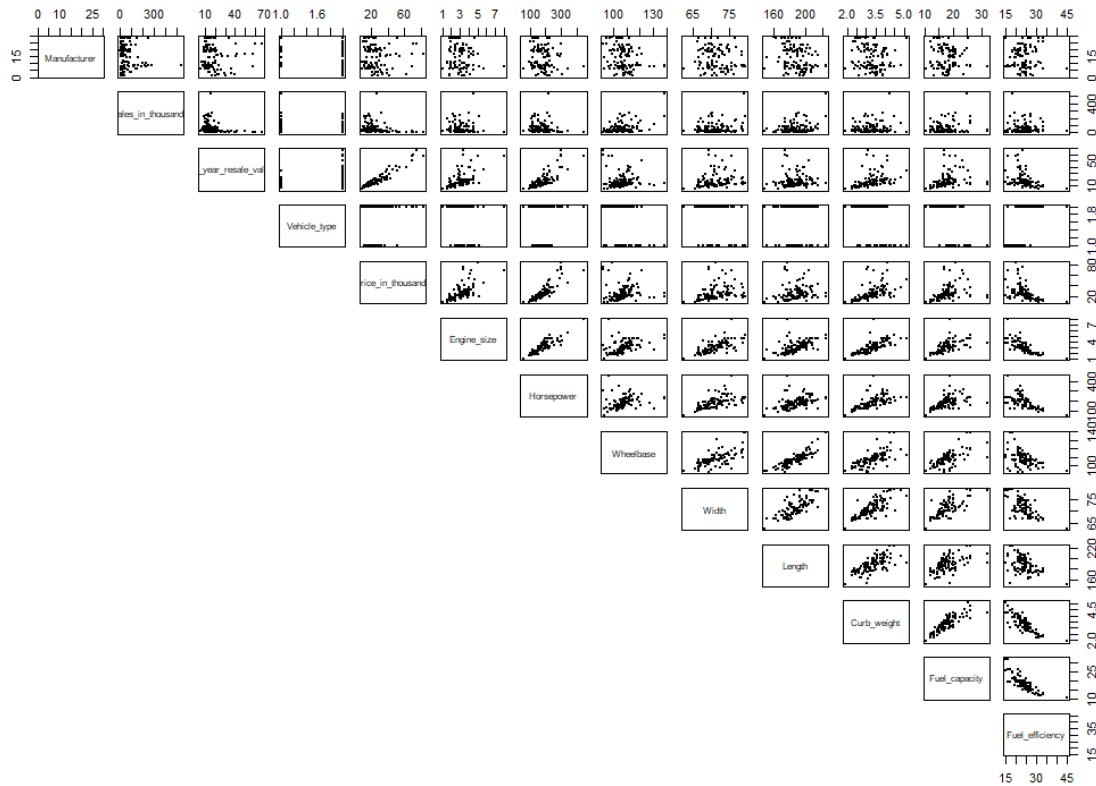 0 10 25 0 300 10 40 70 1.0 1.6 20 60 1 3 5 7 100 300 100 130 65 75 160 200 2.0 3.5 5.0 10 20 30 15 30 45
0 15 Manufacturer 0 15
ales_in_thousand 0 400
_year_resale_val 10 50
Vehicle_type 1.0 1.8
rice_in_thousand 20 80
Engine_size 1 4 7
Horsepower 100 400
Wheelbase 100 140
Width 65 75
Length 160 220
Curb_weight 2.0 4.5
Fuel_capacity 10 25
Fuel_efficiency 15 35
15 30 45